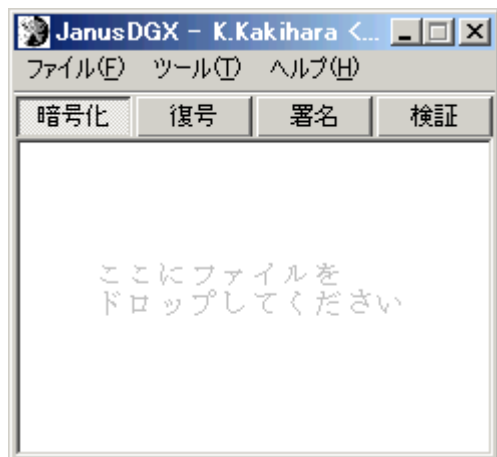 JanusDGX - K.Kakihara <...
ファイル(F) ツール(T) ヘルプ(H)
暗号化 復号 署名 検証
ここにファイルを
ドロップしてください